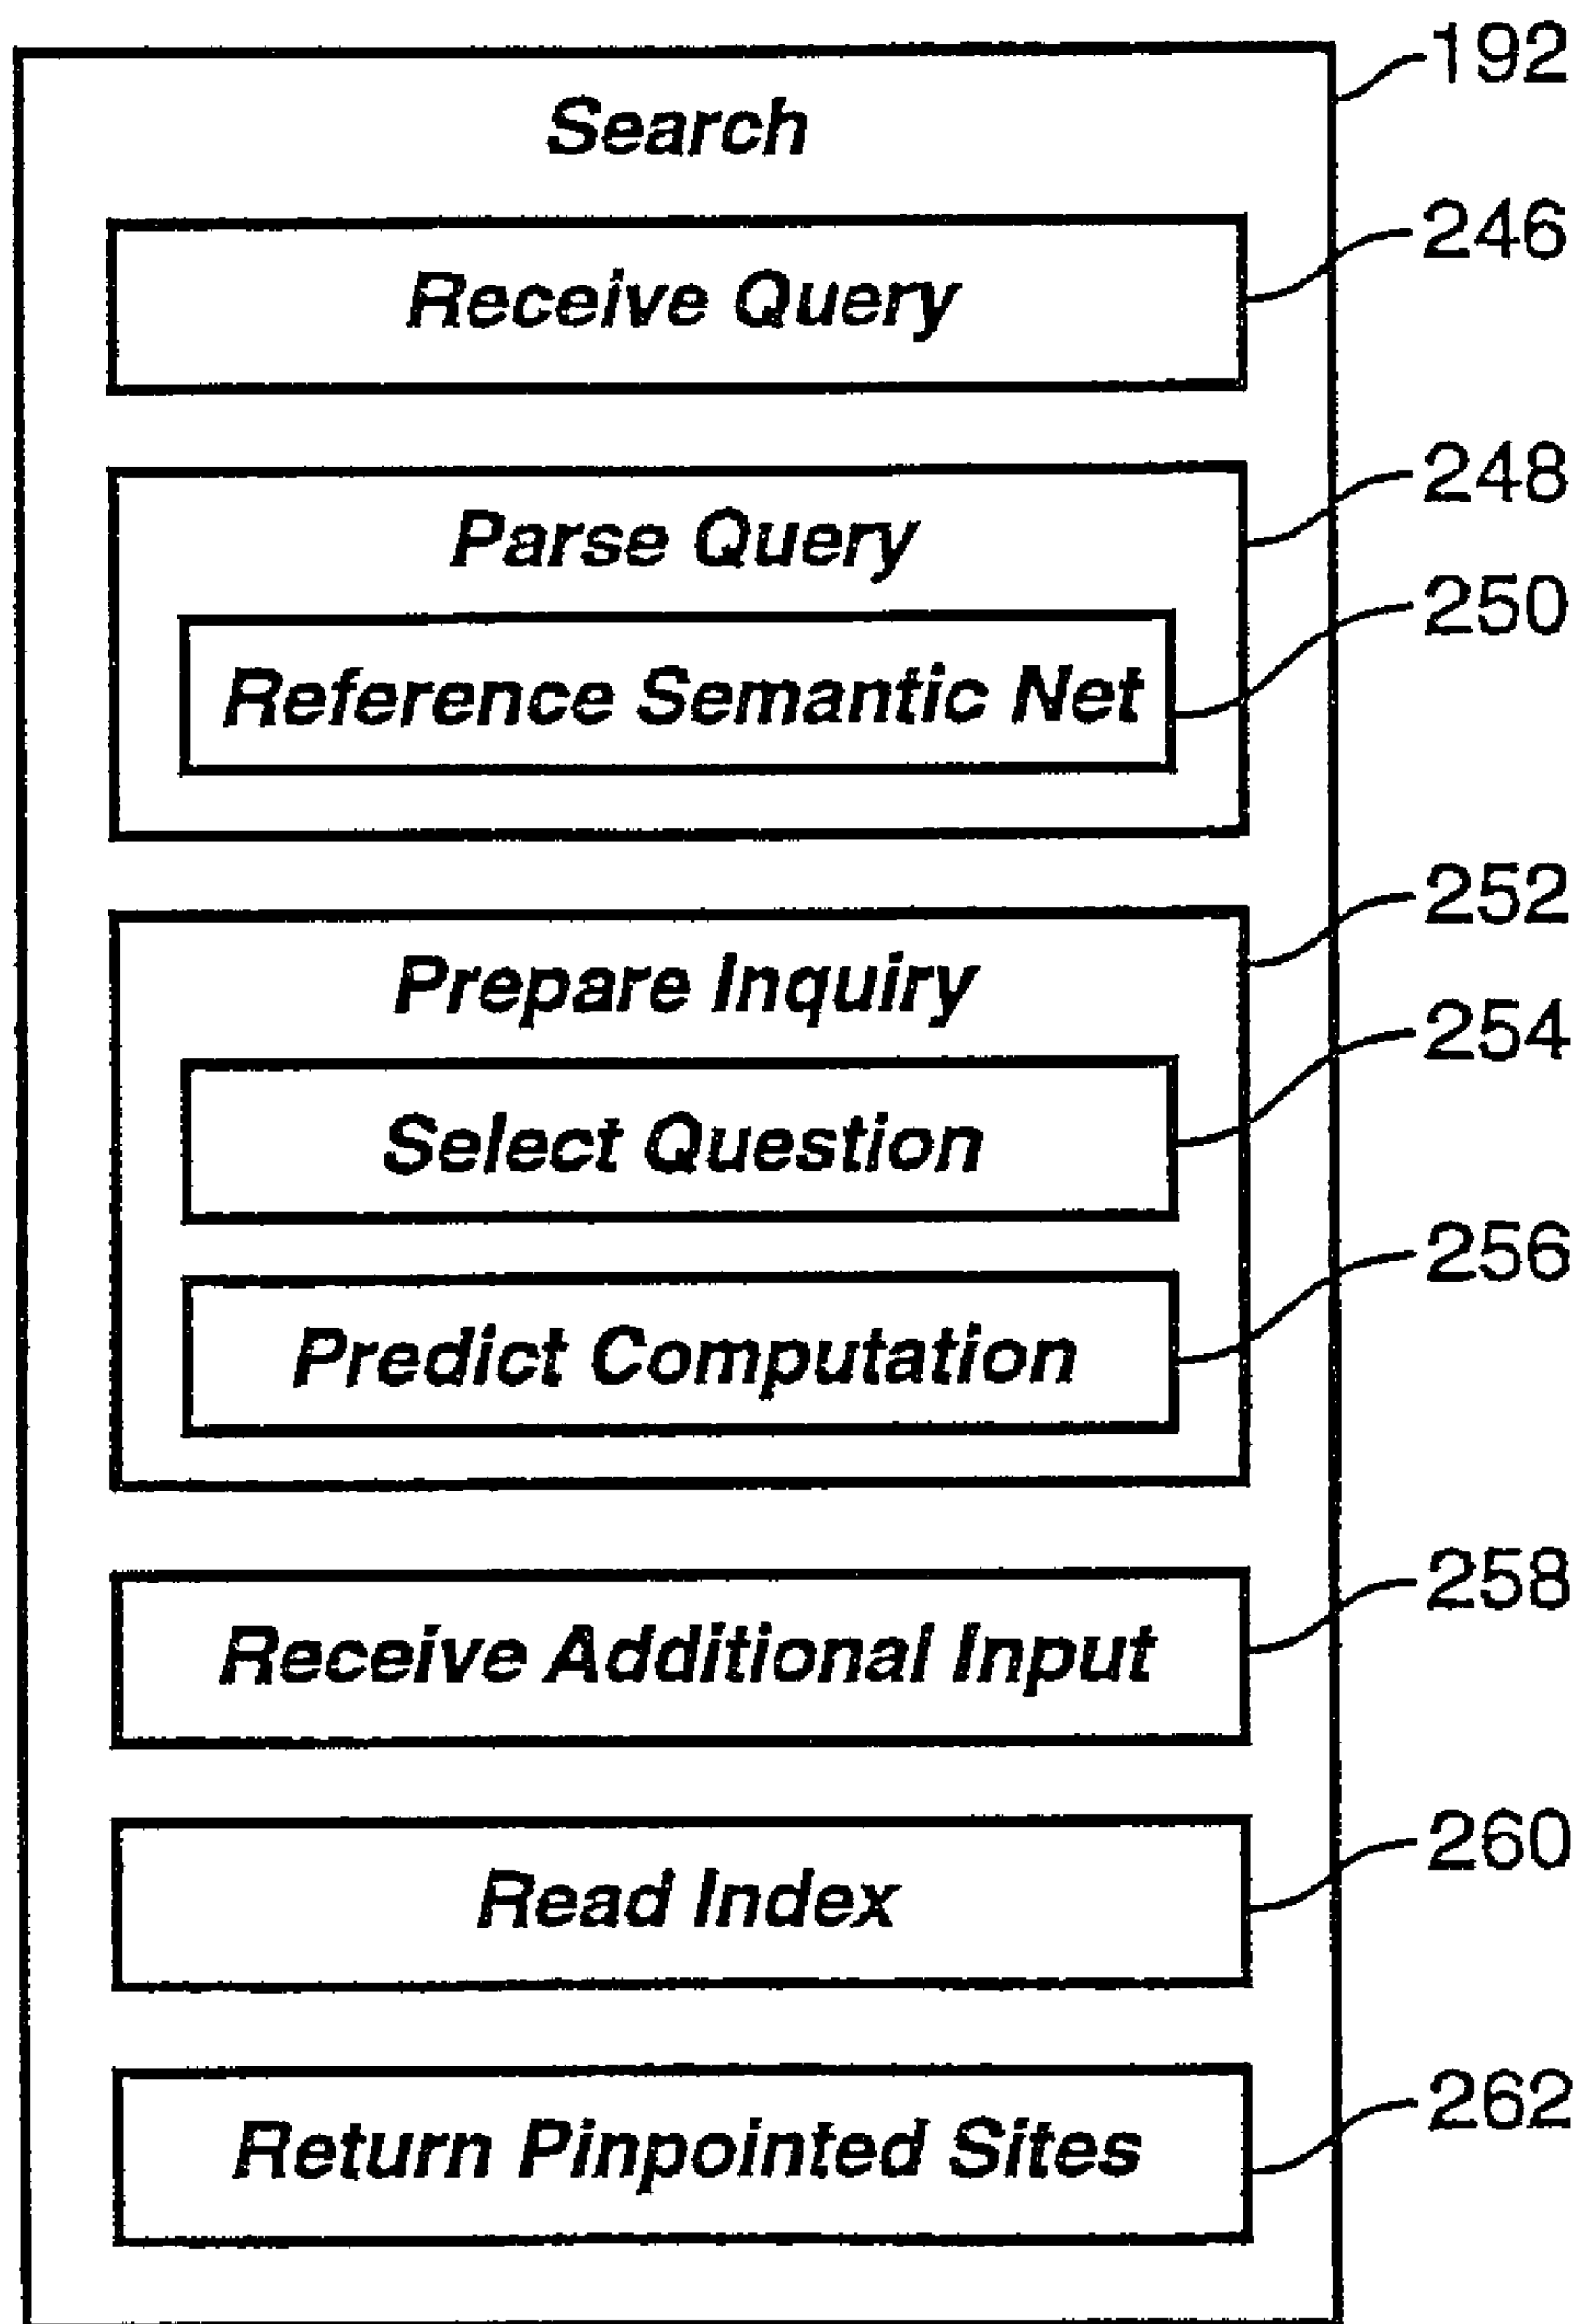 192
Search
246
Receive Query
248
Parse Query
250
Reference Semantic Net
252
Prepare Inquiry
254
Select Question
256
Predict Computation
258
Receive Additional Input
260
Read Index
262
Return Pinpointed Sites